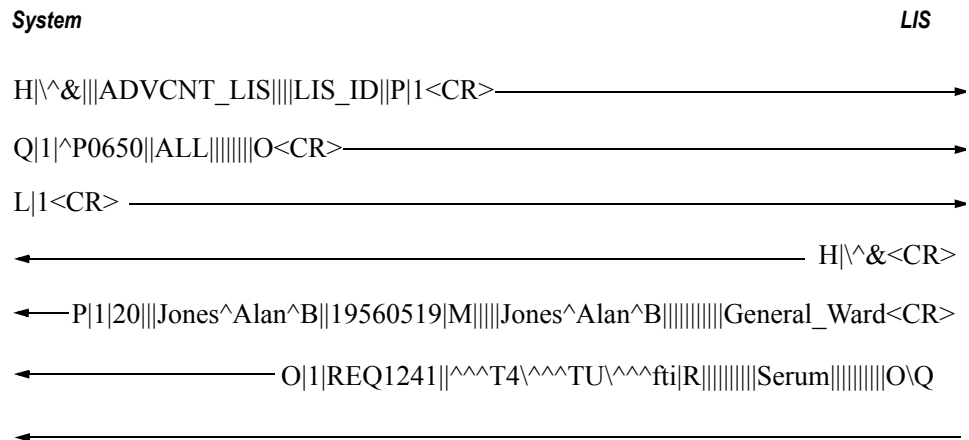 System LIS
H|\^&|||ADVCNT_LIS||||LIS_ID||P|1<CR>
Q|1|^P0650||ALL||||||||O<CR>
L|1<CR>
H|\^&<CR>
P|1|20|||Jones^Alan^B||19560519|M|||||Jones^Alan^B|||||||||||General_Ward<CR>
O|1|REQ1241||^^^T4\^^^TU\^^^fti|R||||||||||Serum||||||||||O\Q